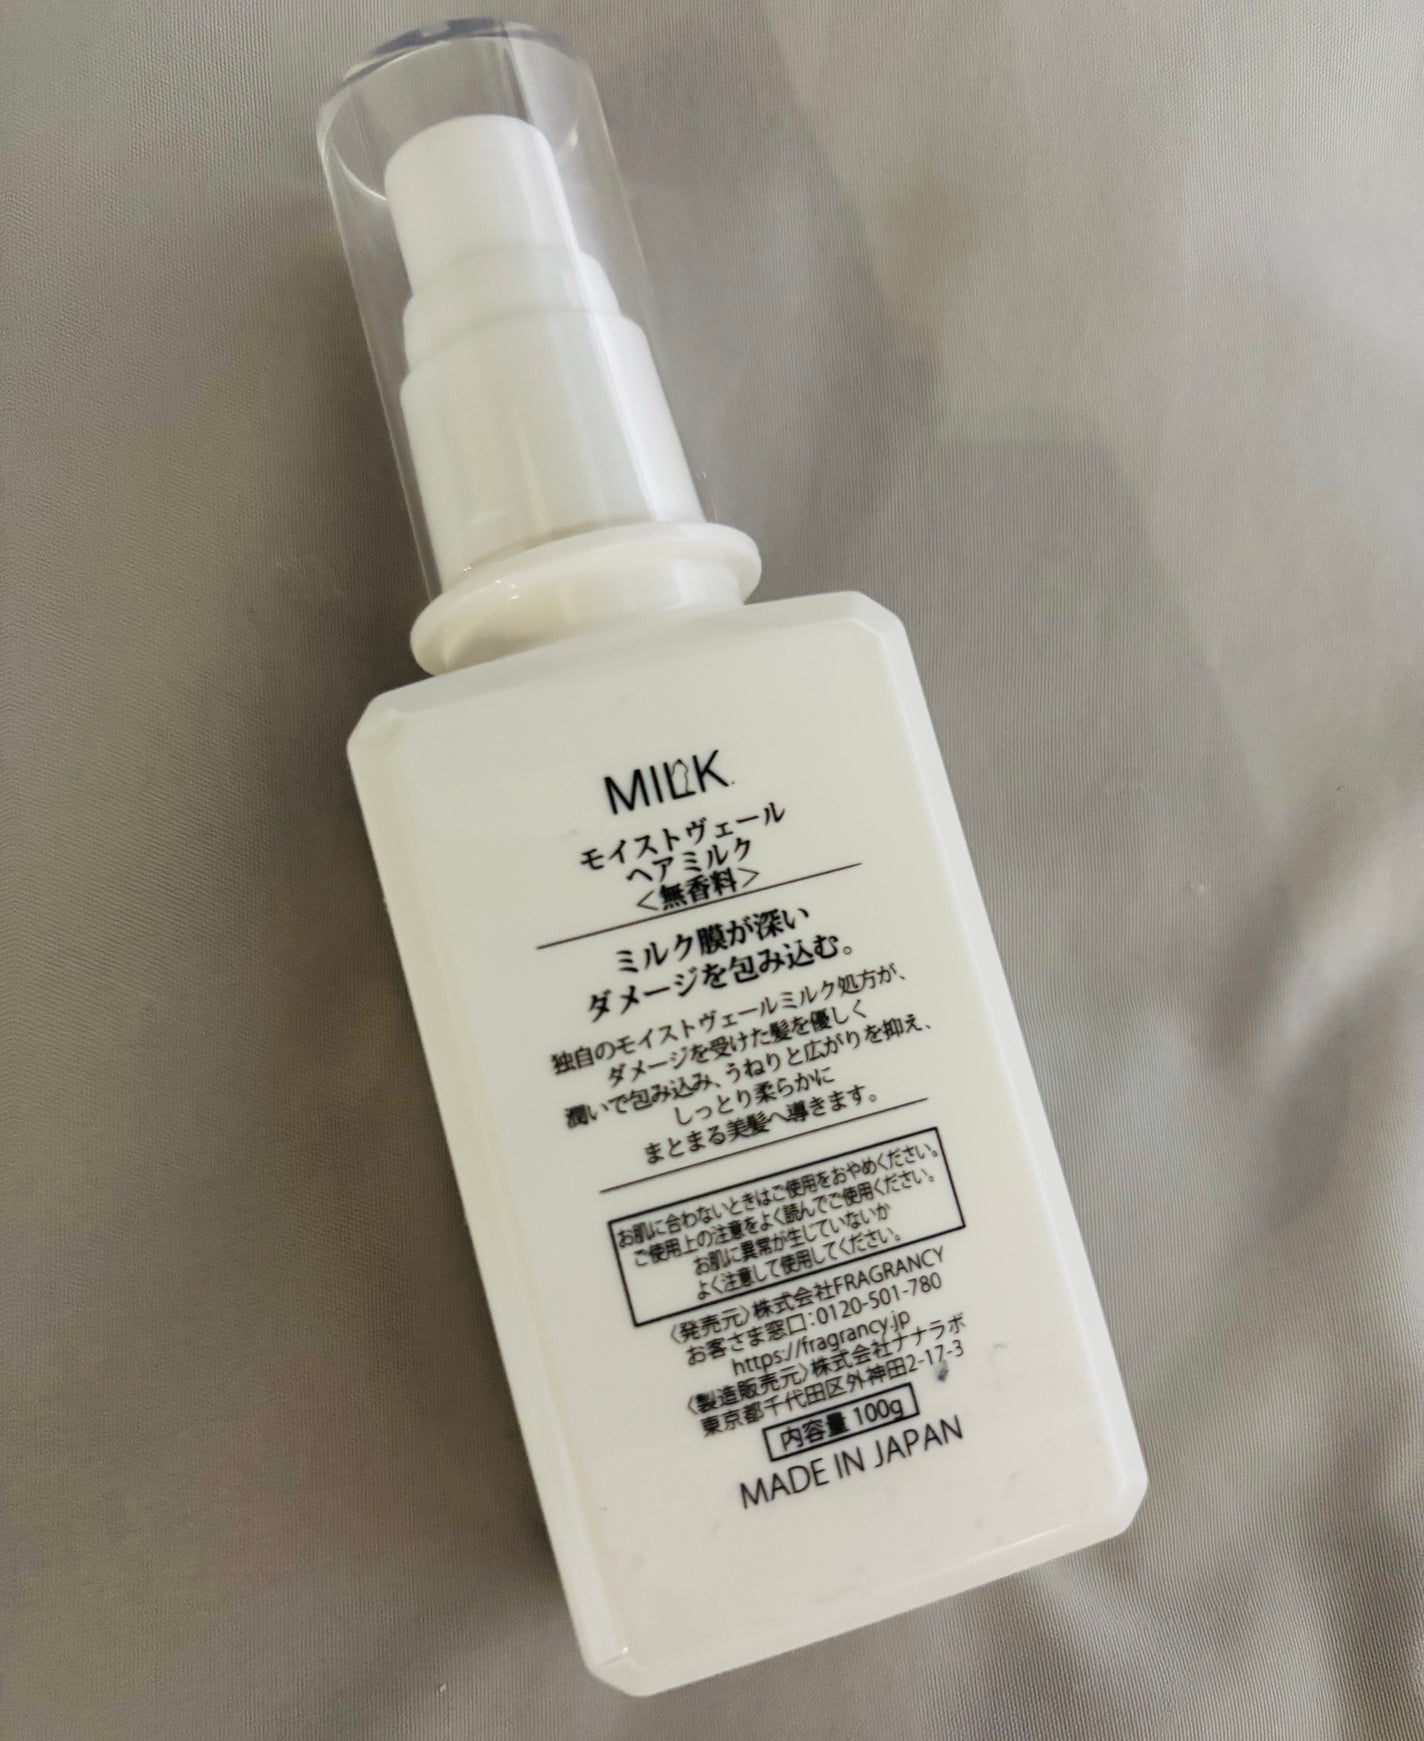 MILK.
モイストヴェール
ヘアミルク
<無香料>
ミルク膜が深い
ダメージを包み込む。
独自のモイストヴェールミルク処方が、
ダメージを受けた髪を優しく
潤いで包み込み、うねりと広がりを抑え、
しっとり柔らかに
まとまる美髪へ導きます。
お肌に合わないときはご使用をおやめください。
ご使用上の注意をよく読んでご使用ください。
お肌に異常が生じていないか
よく注意して使用してください。
〈発売元〉株式会社FRAGRANCY
お客さま窓口:0120-501-780
https://fragrancy.jp
〈製造販売元〉株式会社ナナラボ
東京都千代田区外神田2-17-3
内容量 100g
MADE IN JAPAN